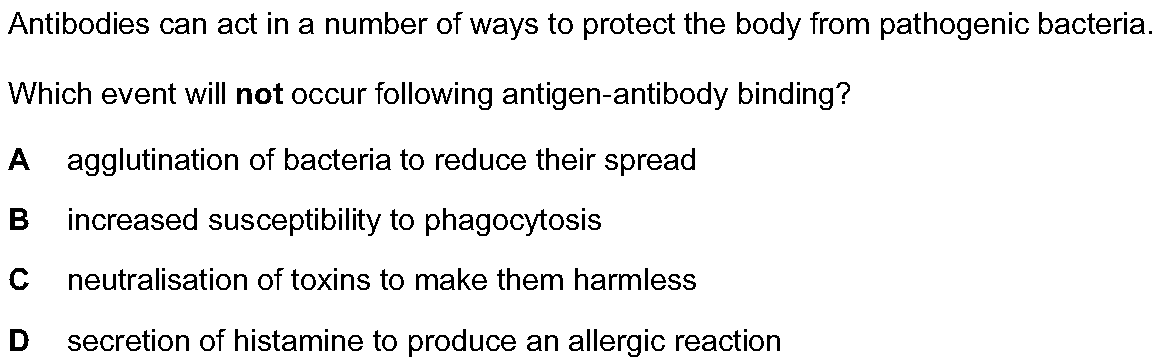 Antibodies can act in a number of ways to protect the body from pathogenic bacteria.
Which event will not occur following antigen-antibody binding?
A agglutination of bacteria to reduce their spread
B increased susceptibility to phagocytosis
C neutralisation of toxins to make them harmless
D secretion of histamine to produce an allergic reaction